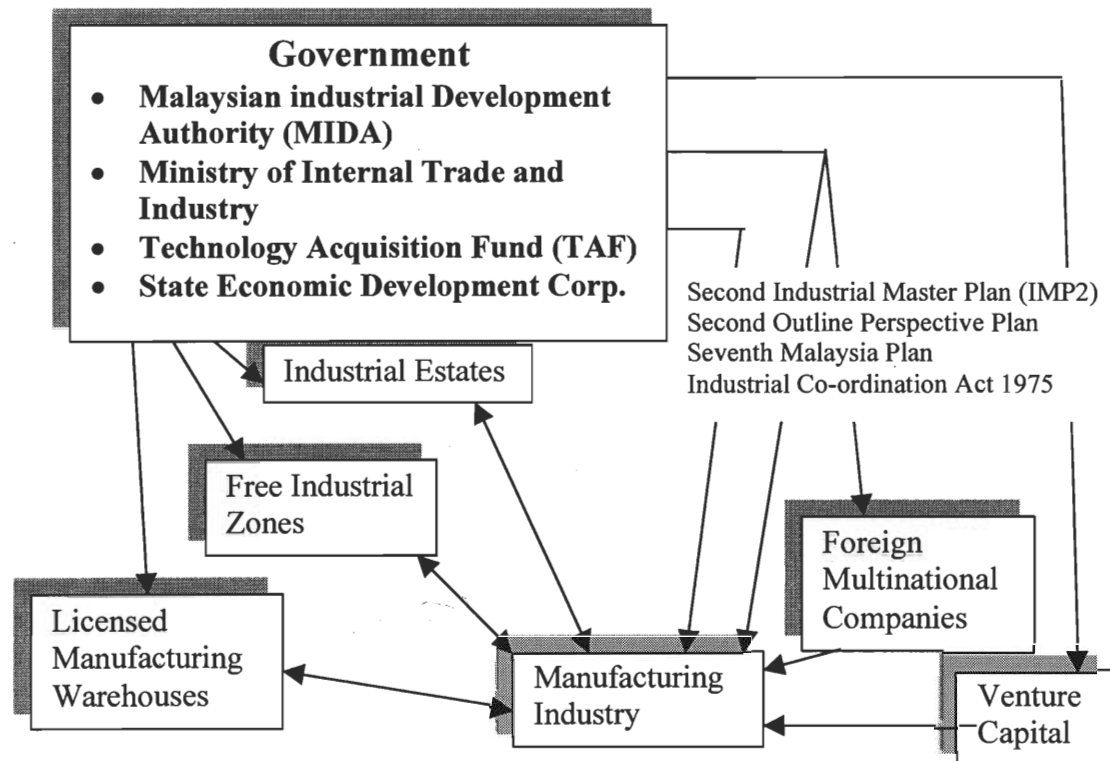 Government
• Malaysian industrial Development
Authority (MIDA)
• Ministry of Internal Trade and
Industry
• Technology Acquisition Fund (TAF)
• State Economic Development Corp.
Second Industrial Master Plan (IMP2)
Second Outline Perspective Plan
Seventh Malaysia Plan
Industrial Co-ordination Act 1975
Industrial Estates
Free Industrial
Zones
Foreign
Multinational
Companies
Licensed
Manufacturing
Warehouses
Manufacturing
Industry
Venture
Capital